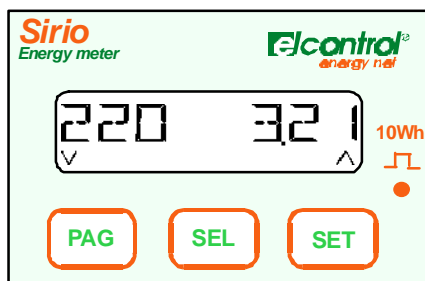 Sirio
Energy meter
elcontrol®
energy net
220 3.21
V Λ
10Wh
PAG SEL SET